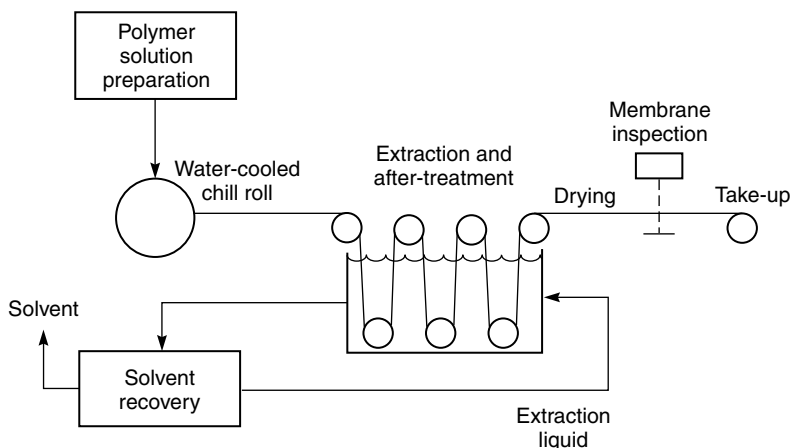 Polymer
solution
preparation
Water-cooled
chill roll
Extraction and
after-treatment
Membrane
inspection
Drying
Take-up
Solvent
Solvent
recovery
Extraction
liquid